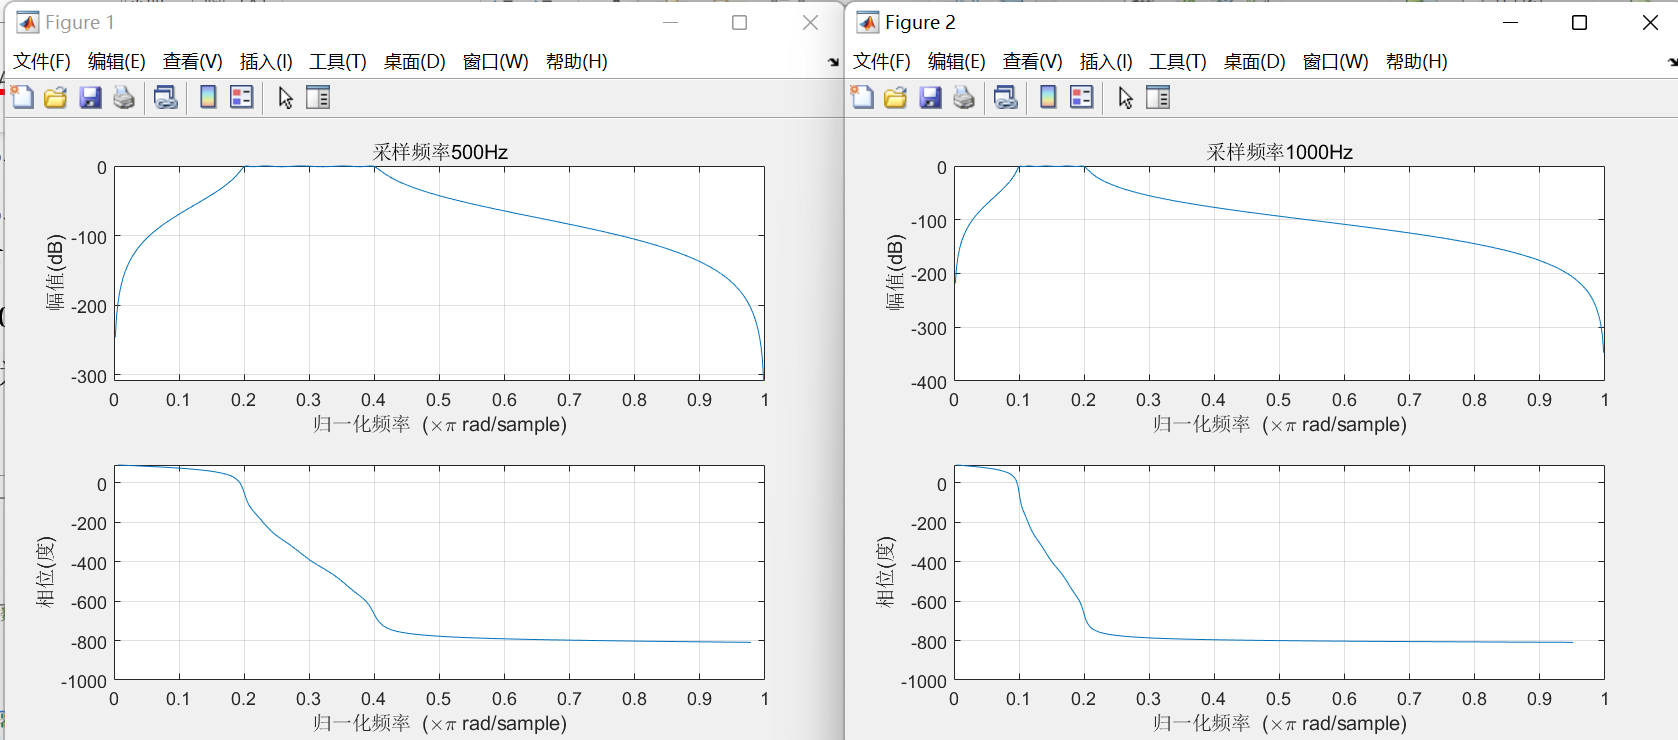 Figure 1
文件(F) 编辑(E) 查看(V) 插入(I) 工具(T) 桌面(D) 窗口(W) 帮助(H)
采样频率500Hz
0
-100
-200
-300
幅值(dB)
0 0.1 0.2 0.3 0.4 0.5 0.6 0.7 0.8 0.9 1
归一化频率 (×π rad/sample)
0
-200
-400
-600
-800
-1000
相位(度)
0 0.1 0.2 0.3 0.4 0.5 0.6 0.7 0.8 0.9 1
归一化频率 (×π rad/sample)
Figure 2
文件(F) 编辑(E) 查看(V) 插入(I) 工具(T) 桌面(D) 窗口(W) 帮助(H)
采样频率1000Hz
0
-100
-200
-300
-400
幅值(dB)
0 0.1 0.2 0.3 0.4 0.5 0.6 0.7 0.8 0.9 1
归一化频率 (×π rad/sample)
0
-200
-400
-600
-800
-1000
相位(度)
0 0.1 0.2 0.3 0.4 0.5 0.6 0.7 0.8 0.9 1
归一化频率 (×π rad/sample)